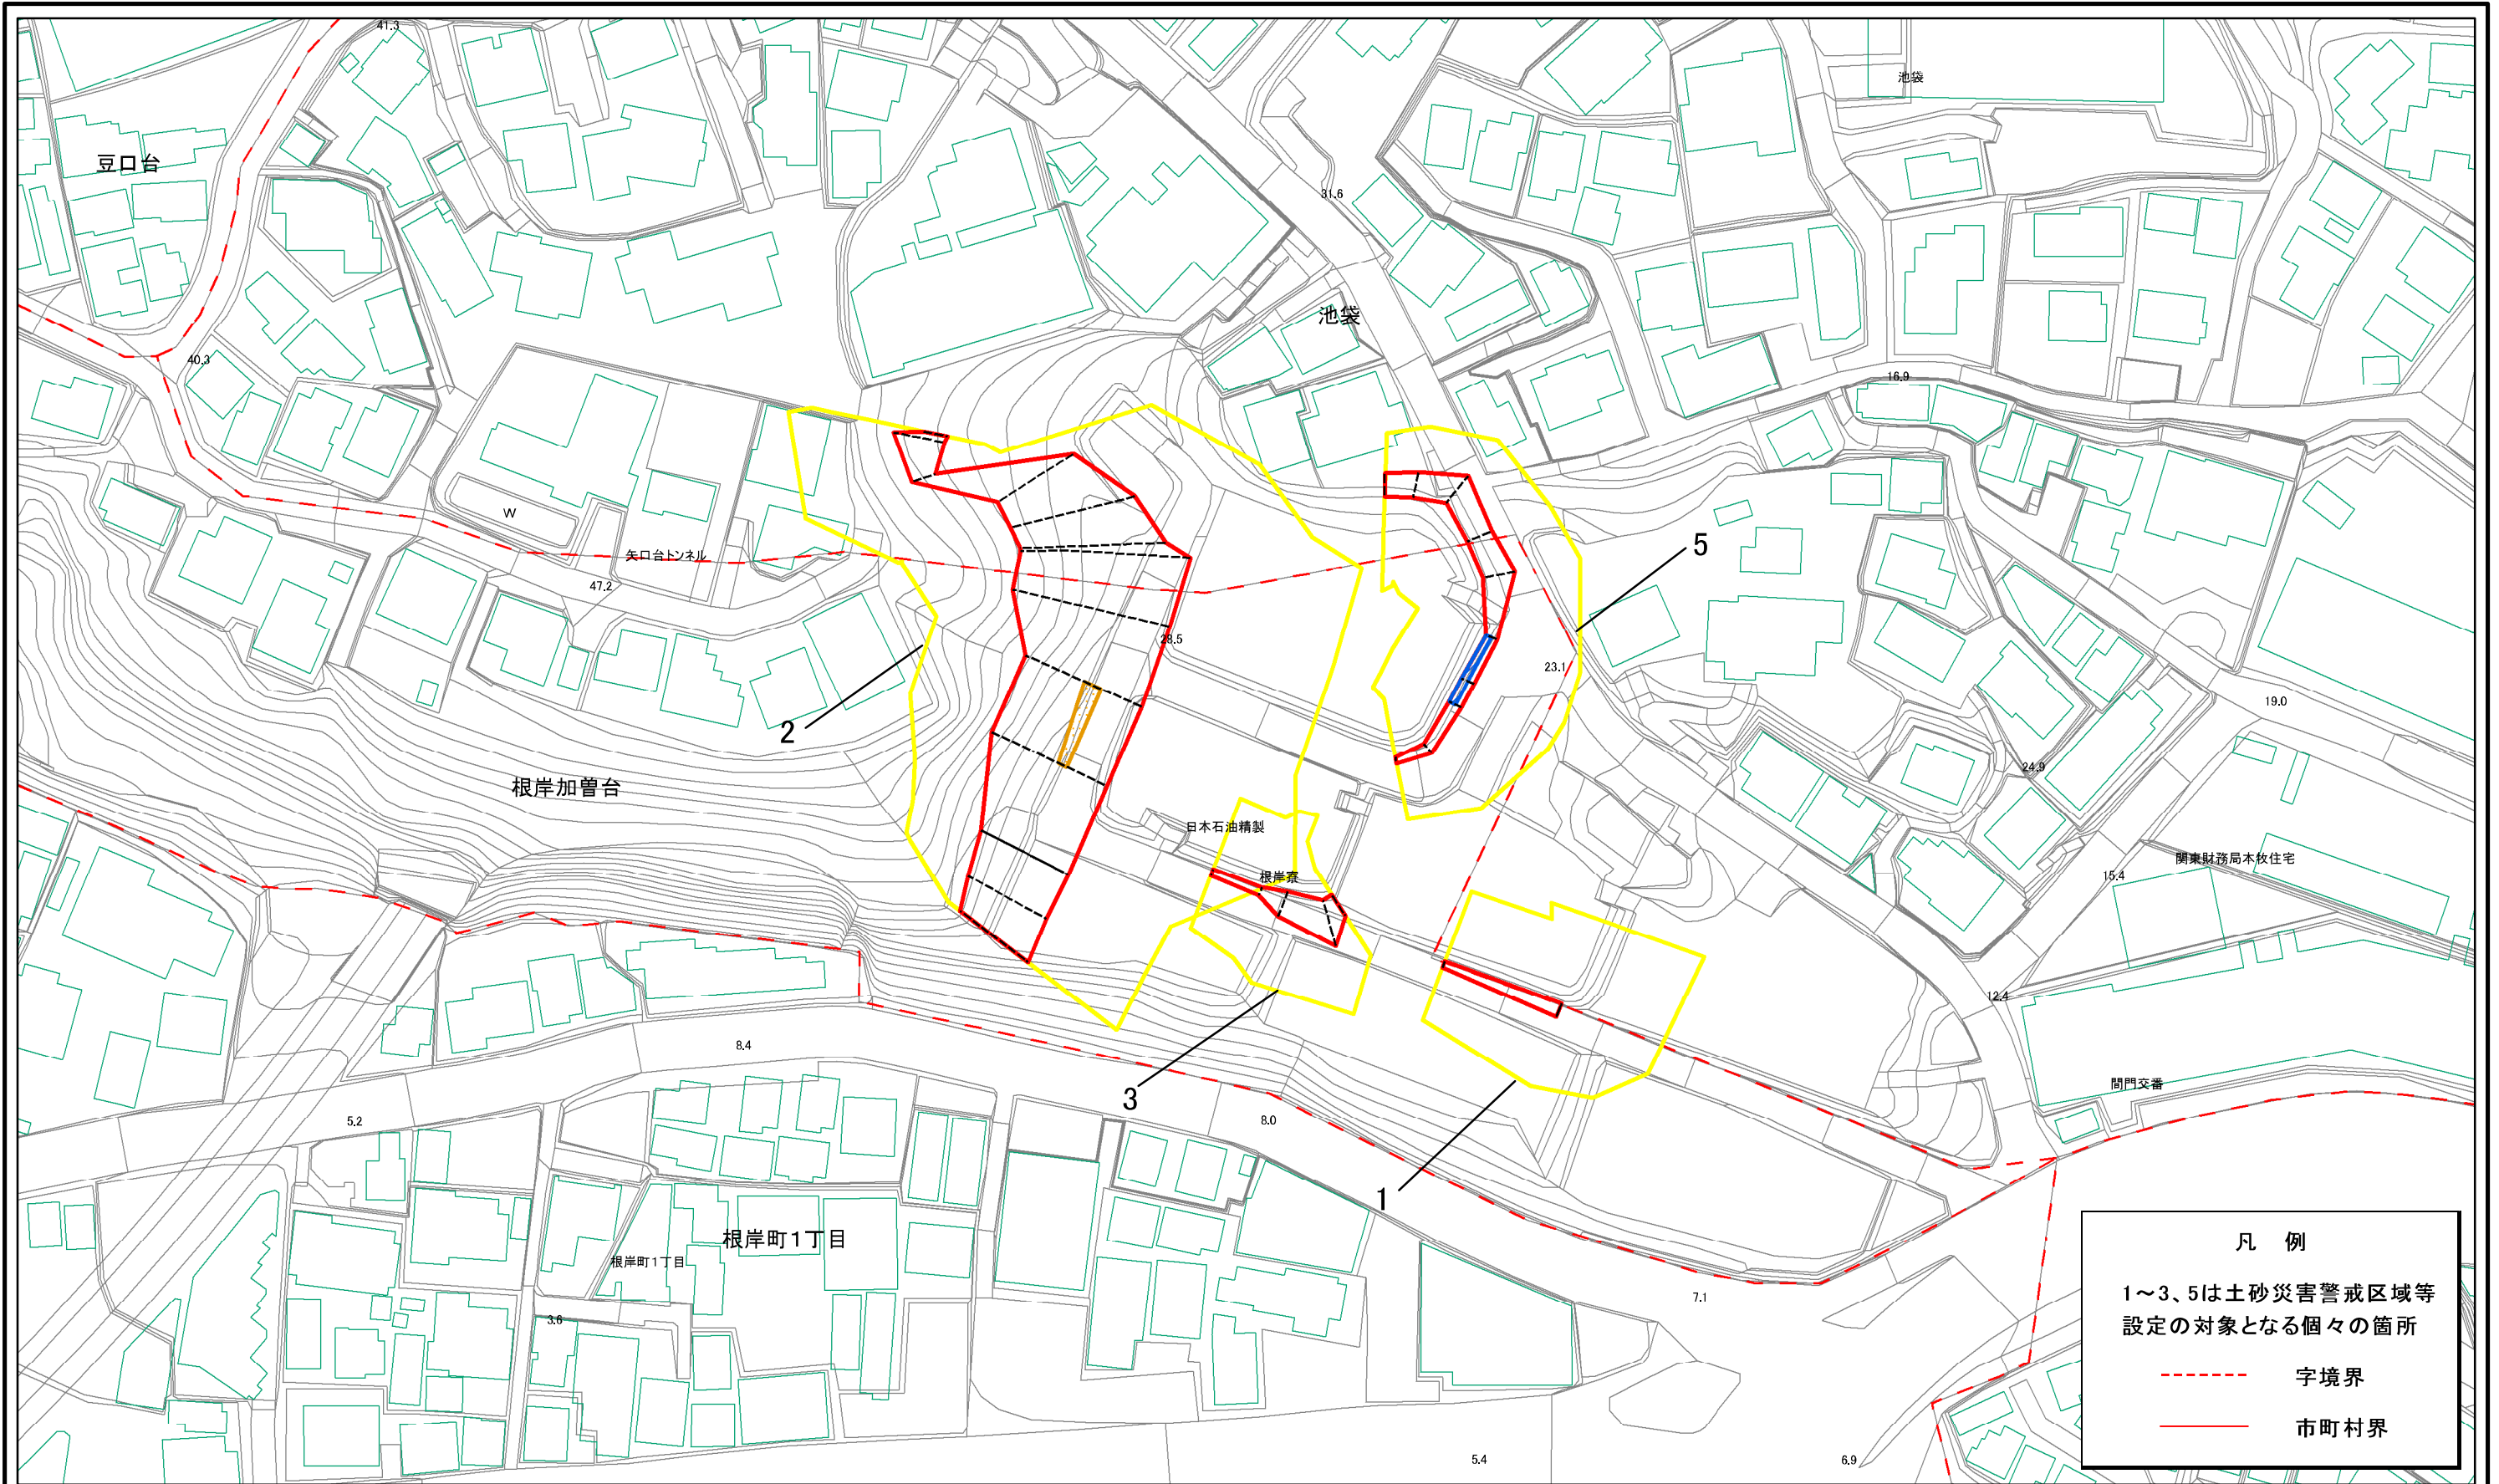 41.3
池袋
豆口台
31.6
池袋
40.3
16.9
W
矢口台トンネル
5
47.2
28.5
23.1
19.0
2
24.9
根岸加曽台
日本石油精製
関東財務局本牧住宅
根岸寮
15.4
12.4
8.4
間門交番
3
8.0
5.2
1
根岸町1丁目
根岸町1丁目
7.1
3.6
5.4
6.9
凡 例
1～3、5は土砂災害警戒区域等
設定の対象となる個々の箇所
字境界
市町村界